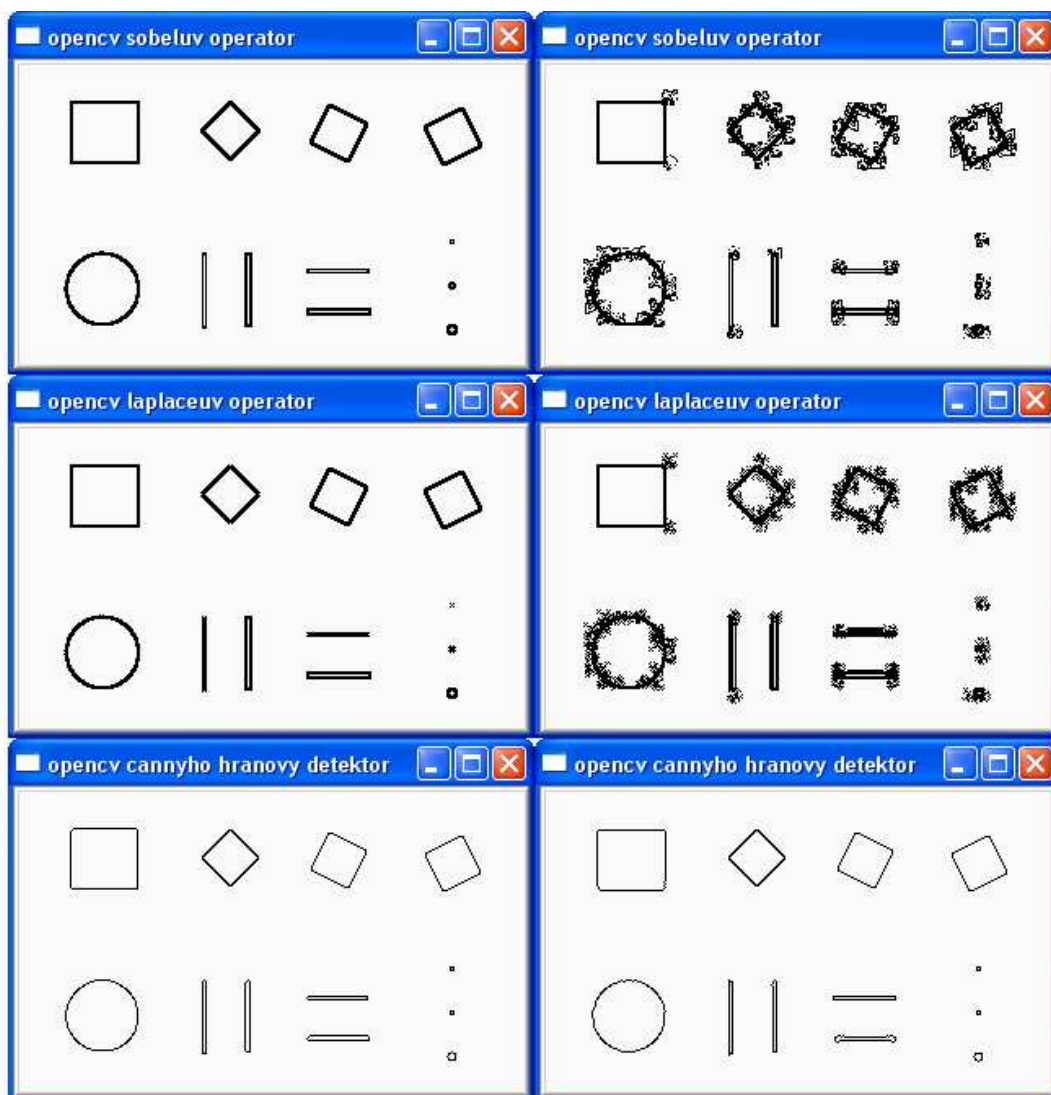 opencv sobeluv operator
opencv sobeluv operator
opencv laplaceuv operator
opencv laplaceuv operator
opencv cannyho hranovy detektor
opencv cannyho hranovy detektor